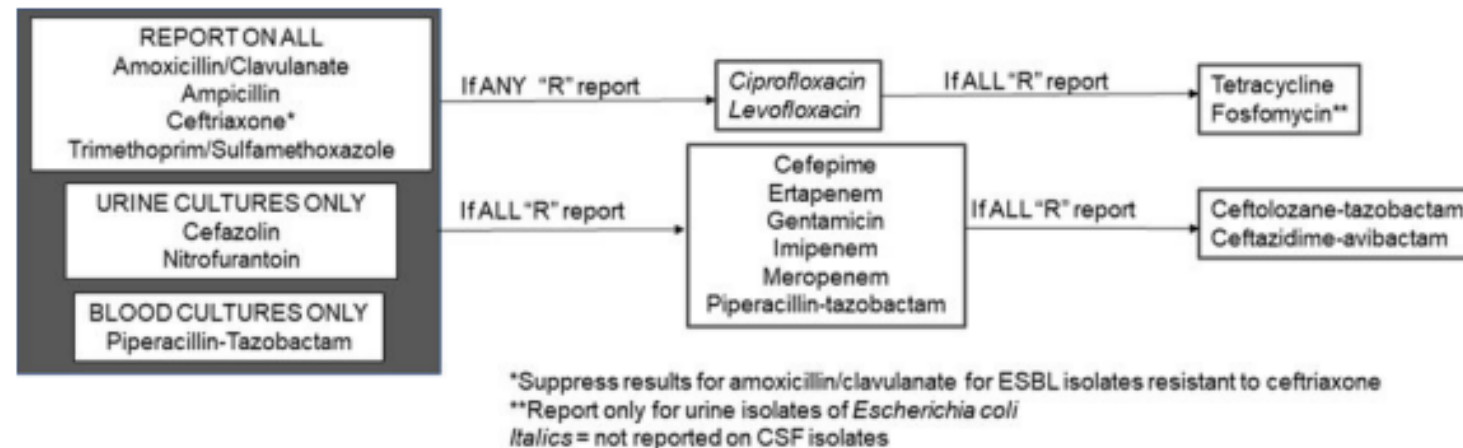 REPORT ON ALL
Amoxicillin/Clavulanate
Ampicillin
Ceftriaxone*
Trimethoprim/Sulfamethoxazole
URINE CULTURES ONLY
Cefazolin
Nitrofurantoin
BLOOD CULTURES ONLY
Piperacillin-Tazobactam
If ANY "R" report
Ciprofloxacin
Levofloxacin
If ALL "R" report
Tetracycline
Fosfomycin**
If ALL "R" report
Cefepime
Ertapenem
Gentamicin
Imipenem
Meropenem
Piperacillin-tazobactam
If ALL "R" report
Ceftolozane-tazobactam
Ceftazidime-avibactam
*Suppress results for amoxicillin/clavulanate for ESBL isolates resistant to ceftriaxone
**Report only for urine isolates of Escherichia coli
Italics = not reported on CSF isolates